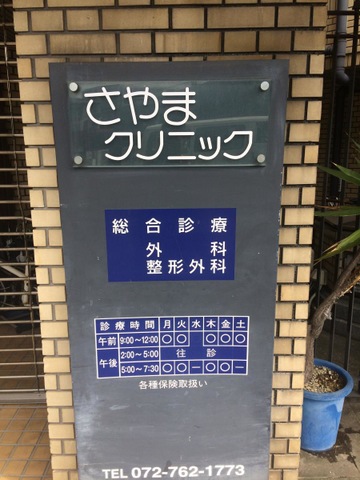 さやま
クリニック
総合診療
外科
整形外科
診療時間 月 火 水 木 金 土
午前 9:00～12:00 ○ ○ ○ ○ ○
午後 2:00～5:00 往診
5:00～7:30 ○ ○ ー ○ ○ ー
各種保険取扱い
TEL 072-762-1773